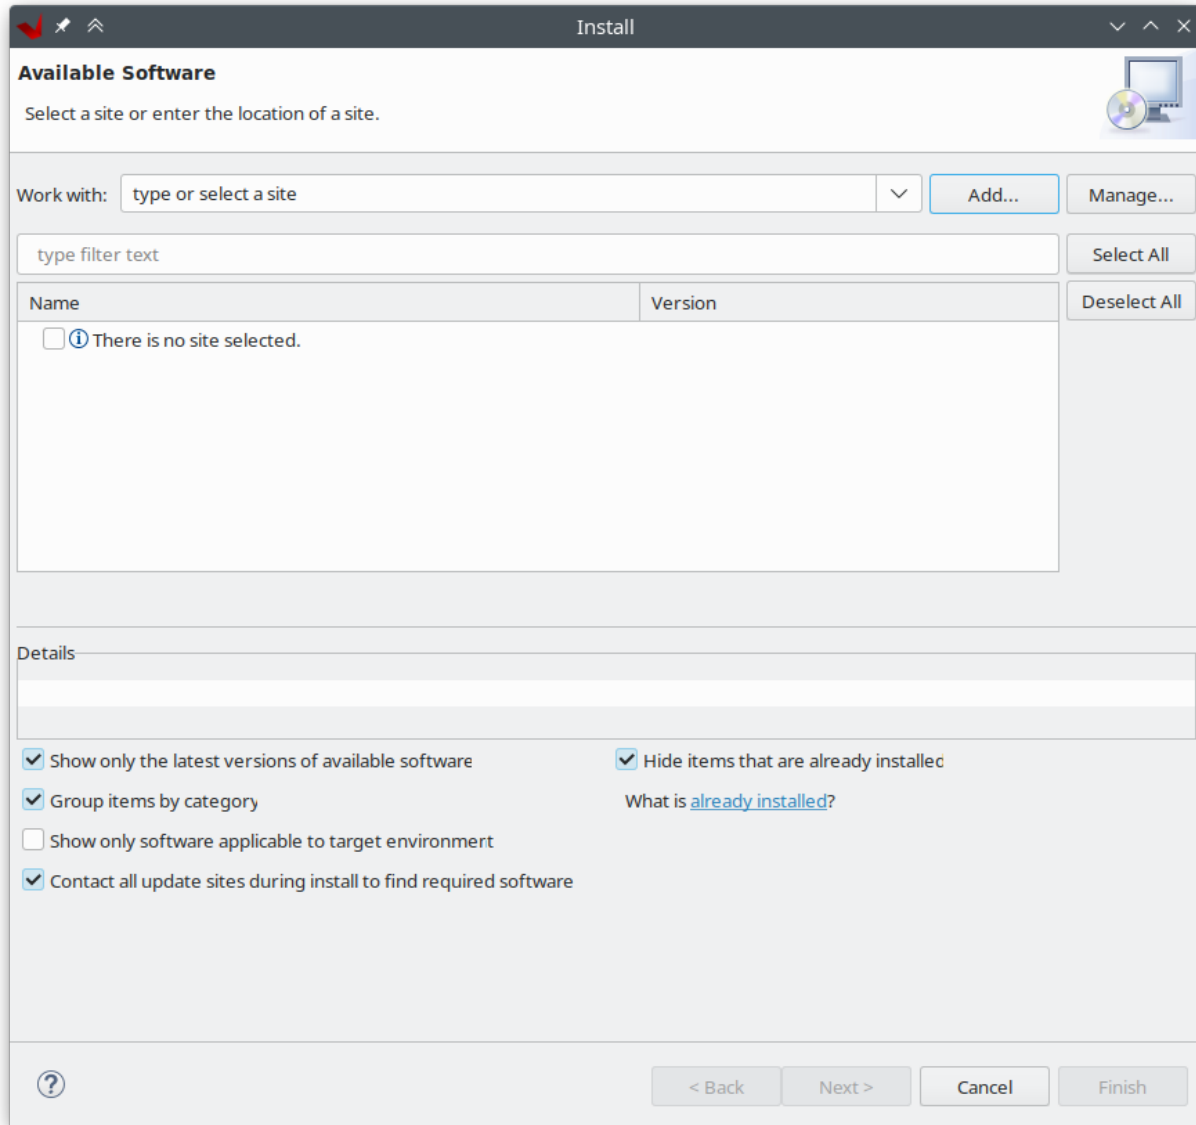 Install
Available Software
Select a site or enter the location of a site.
Work with: type or select a site Add... Manage...
type filter text Select All
Name Version Deselect All
There is no site selected.
Details
Show only the latest versions of available software Hide items that are already installed
Group items by category What is already installed?
Show only software applicable to target environment
Contact all update sites during install to find required software
< Back Next > Cancel Finish